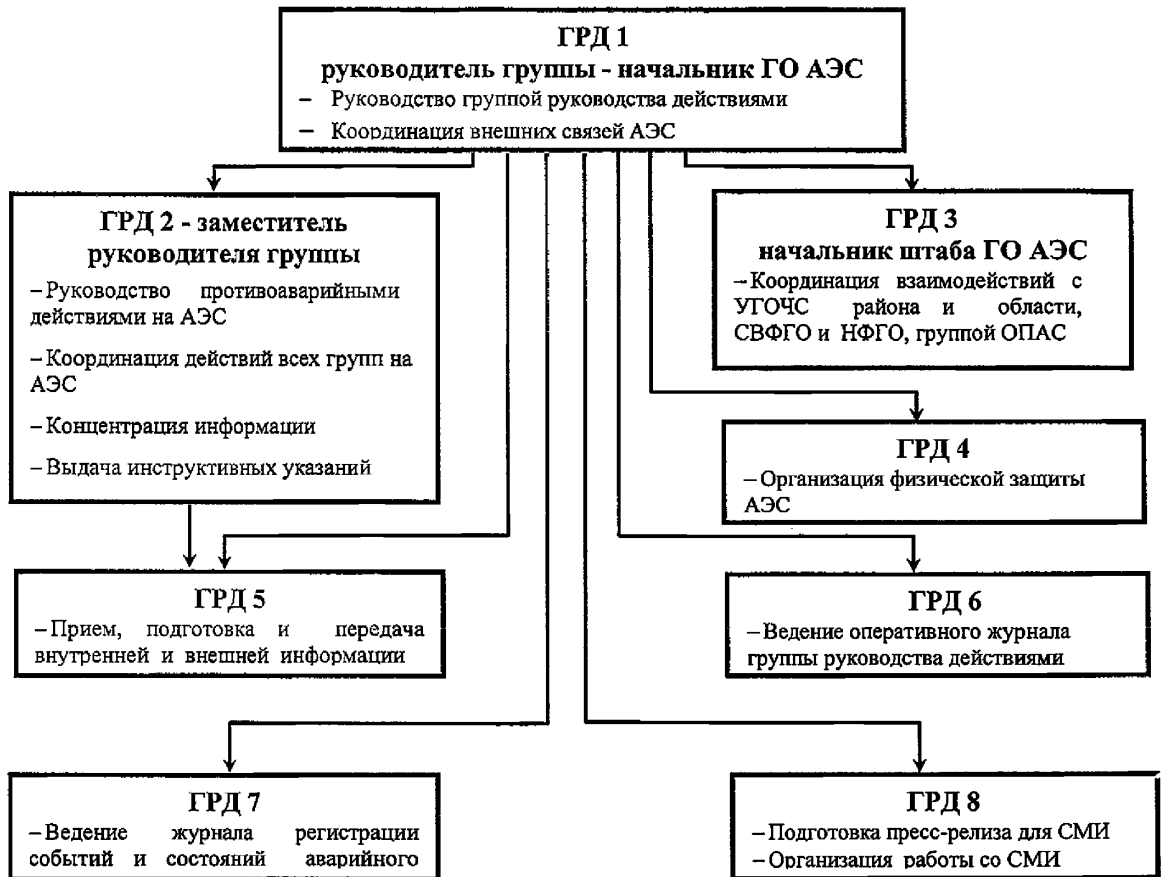 ГРД 1
руководитель группы - начальник ГО АЭС
– Руководство группой руководства действиями
– Координация внешних связей АЭС
ГРД 2 - заместитель
руководителя группы
– Руководство противоаварийными
действиями на АЭС
– Координация действий всех групп на
АЭС
– Концентрация информации
– Выдача инструктивных указаний
ГРД 3
начальник штаба ГО АЭС
– Координация взаимодействий с
УГОЧС района и области,
СВФГО и НФГО, группой ОПАС
ГРД 4
– Организация физической защиты
АЭС
ГРД 5
– Прием, подготовка и передача
внутренней и внешней информации
ГРД 6
– Ведение оперативного журнала
группы руководства действиями
ГРД 7
– Ведение журнала регистрации
событий и состояний аварийного
ГРД 8
– Подготовка пресс-релиза для СМИ
– Организация работы со СМИ